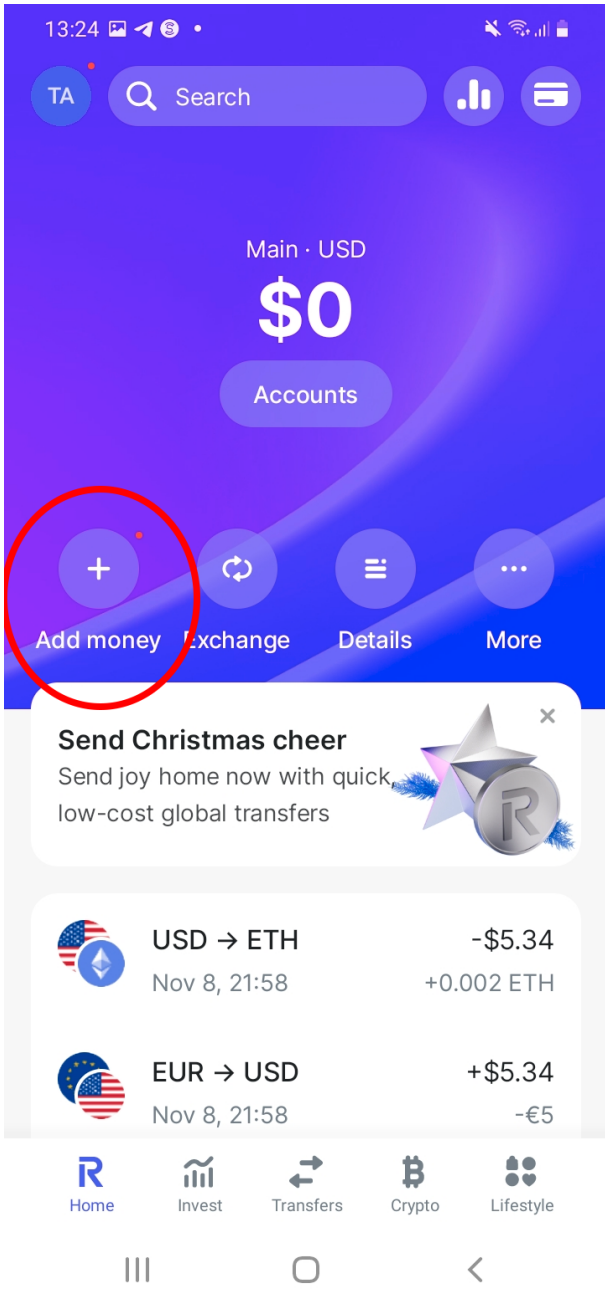 13:24
TA
Search
Main · USD
$0
Accounts
Add money
Exchange
Details
More
Send Christmas cheer
Send joy home now with quick,
low-cost global transfers
USD → ETH
-$5.34
Nov 8, 21:58
+0.002 ETH
EUR → USD
+$5.34
Nov 8, 21:58
-€5
Home
Invest
Transfers
Crypto
Lifestyle